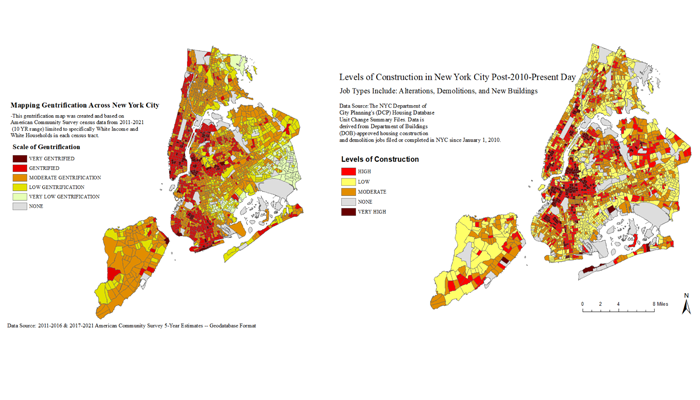 Mapping Gentrification Across New York City
-This gentrification map was created and based on
American Community Survey census data from 2011-2021
(10 YR range) limited to specifically White Income and
White Households in each census tract.
Scale of Gentrification
VERY GENTRIFIED
GENTRIFIED
MODERATE GENTRIFICATION
LOW GENTRIFICATION
VERY LOW GENTRIFICATION
NONE
Data Source: 2011-2016 & 2017-2021 American Community Survey 5-Year Estimates -- Geodatabase Format
Levels of Construction in New York City Post-2010-Present Day
Job Types Include: Alterations, Demolitions, and New Buildings
Data Source:The NYC Department of
City Planning's (DCP) Housing Database
Unit Change Summary Files. Data is
derived from Department of Buildings
(DOB)-approved housing construction
and demolition jobs filed or completed in NYC since January 1, 2010.
Levels of Construction
HIGH
LOW
MODERATE
NONE
VERY HIGH
N
0 2 4 8 Miles